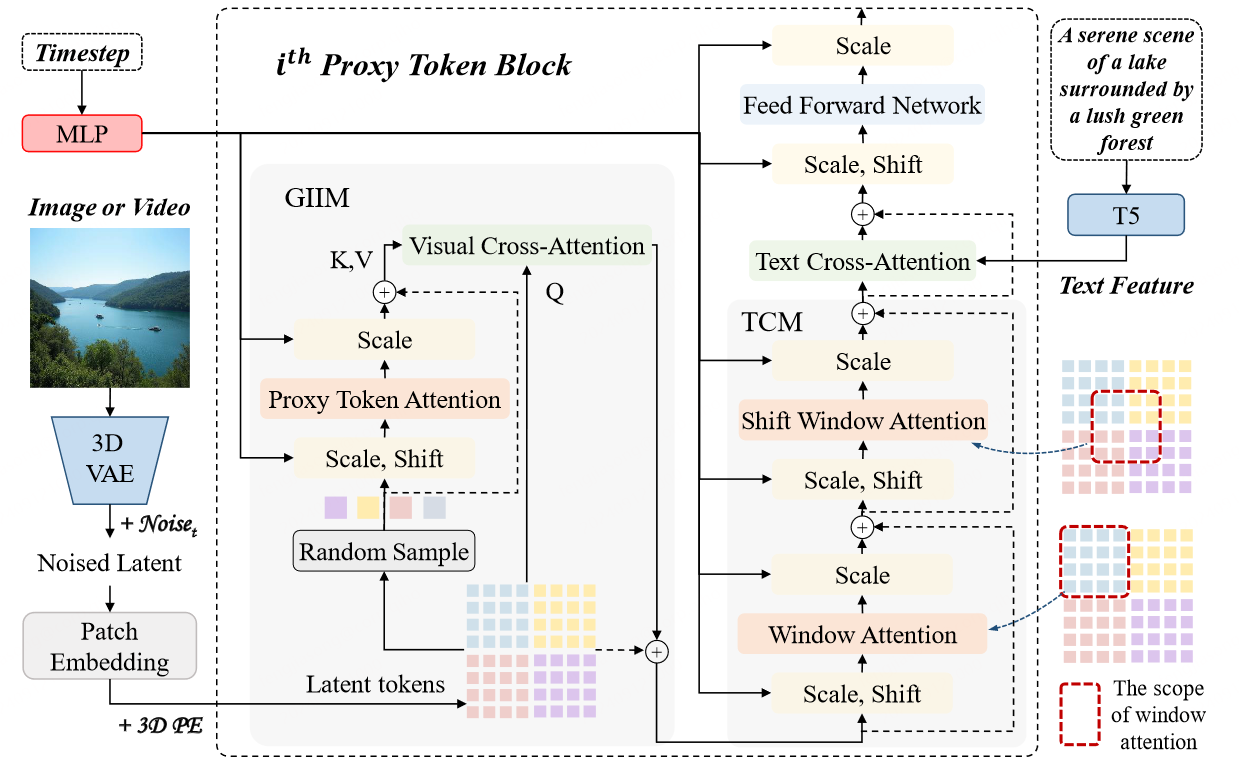 Timestep
MLP
Image or Video
3D
VAE
+ Noise_t
Noised Latent
Patch
Embedding
+ 3D PE
i^th Proxy Token Block
GIIM
K,V
Visual Cross-Attention
Q
Scale
Proxy Token Attention
Scale, Shift
Random Sample
Latent tokens
Scale
Feed Forward Network
Scale, Shift
Text Cross-Attention
TCM
Scale
Shift Window Attention
Scale, Shift
Scale
Window Attention
Scale, Shift
A serene scene
of a lake
surrounded by
a lush green
forest
T5
Text Feature
The scope
of window
attention